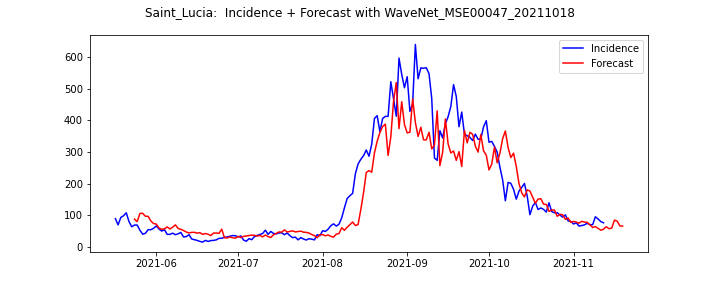 Saint_Lucia:  Incidence + Forecast with WaveNet_MSE00047_20211018
Incidence
Forecast
600
500
400
300
200
100
0
2021-06 2021-07 2021-08 2021-09 2021-10 2021-11